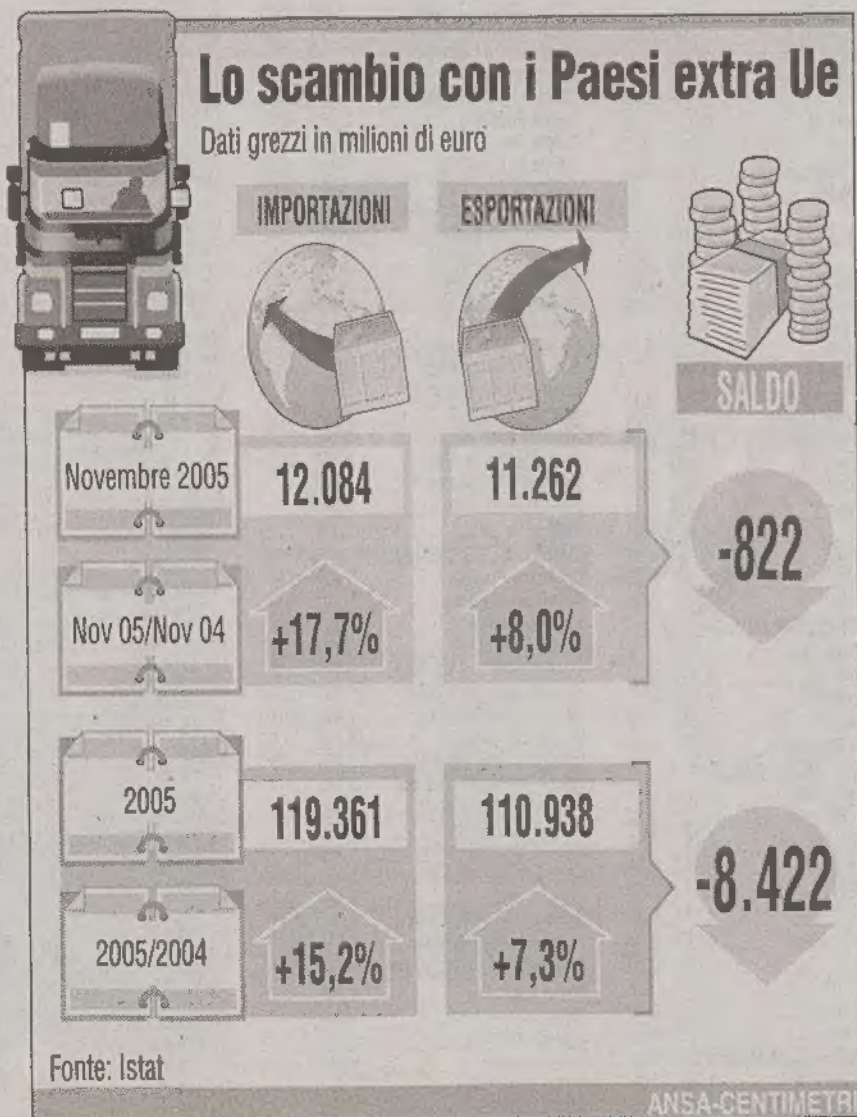 Lo scambio con i Paesi extra Ue
Dati grezzi in milioni di euro
IMPORTAZIONI
ESPORTAZIONI
SALDO
Novembre 2005
12.084
11.262
-822
Nov 05/Nov 04
+17,7%
+8,0%
2005
119.361
110.938
-8.422
2005/2004
+15,2%
+7,3%
Fonte: Istat
ANSA-CENTIMETRI